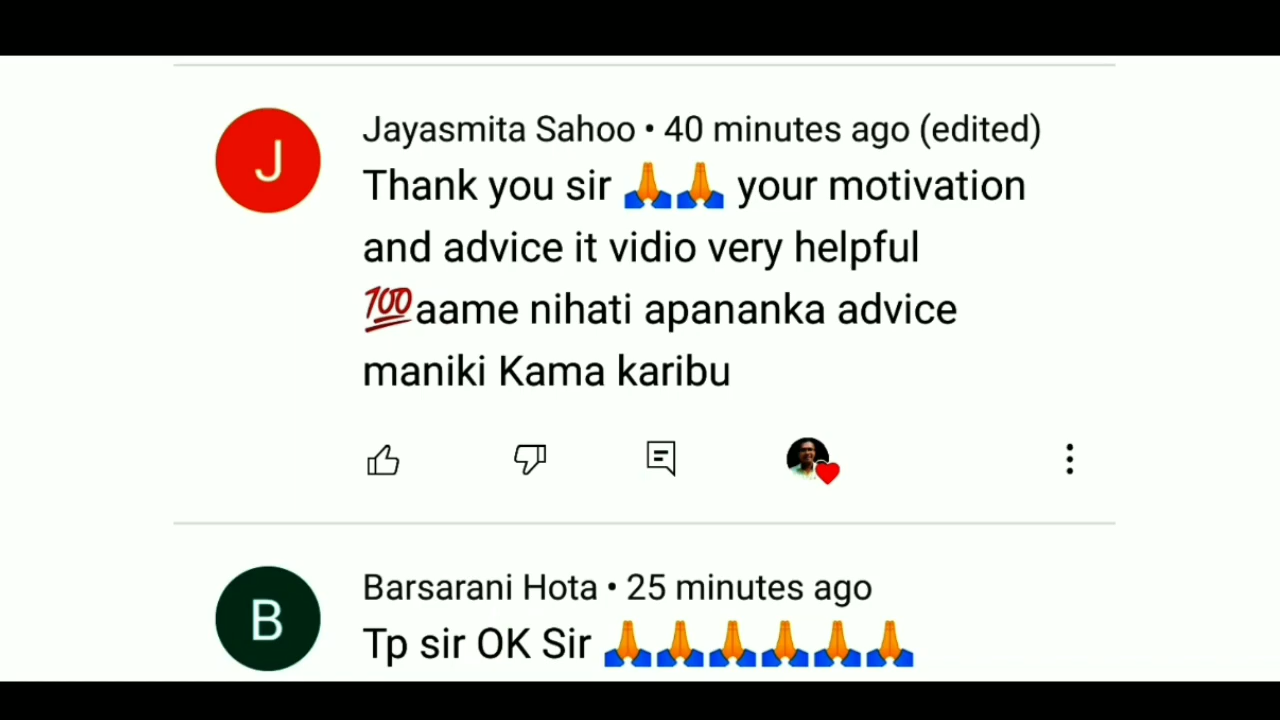 J
Jayasmita Sahoo • 40 minutes ago (edited)
Thank you sir 🙏🙏 your motivation
and advice it vidio very helpful
💯aame nihati apananka advice
maniki Kama karibu
B
Barsarani Hota • 25 minutes ago
Tp sir OK Sir 🙏🙏🙏🙏🙏🙏